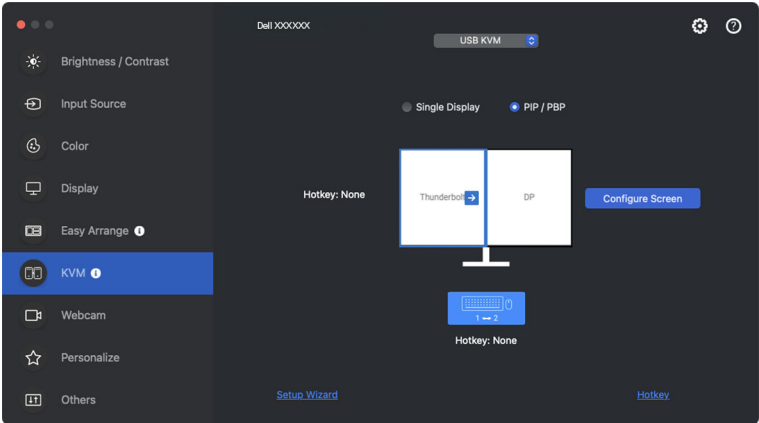 Dell XXXXXX
USB KVM
Brightness / Contrast
Input Source
Color
Display
Easy Arrange
KVM
Webcam
Personalize
Others
Single Display
PIP / PBP
Hotkey: None
Thunderbolt
DP
Configure Screen
1 ↔ 2
Hotkey: None
Setup Wizard
Hotkey